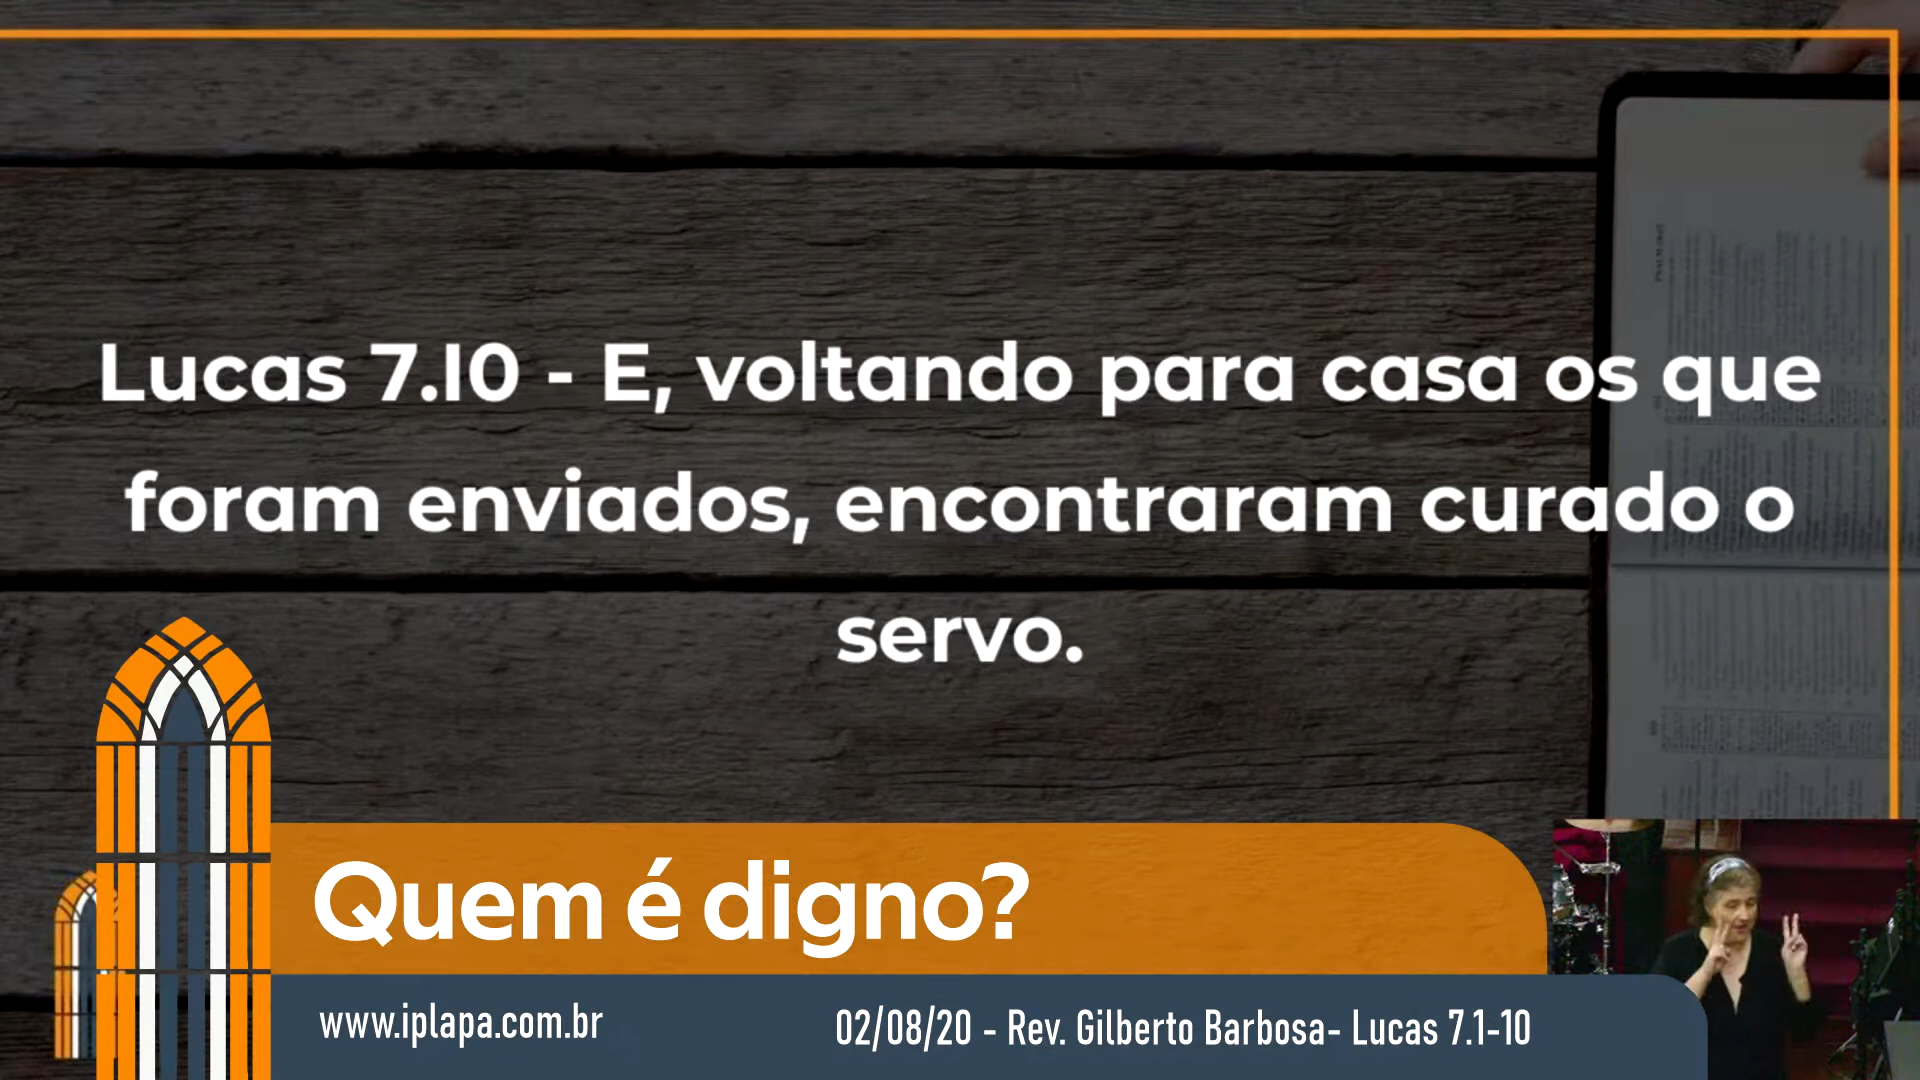 Lucas 7.10 - E, voltando para casa os que
foram enviados, encontraram curado o
servo.
Quem é digno?
www.iplapa.com.br
02/08/20 - Rev. Gilberto Barbosa- Lucas 7.1-10